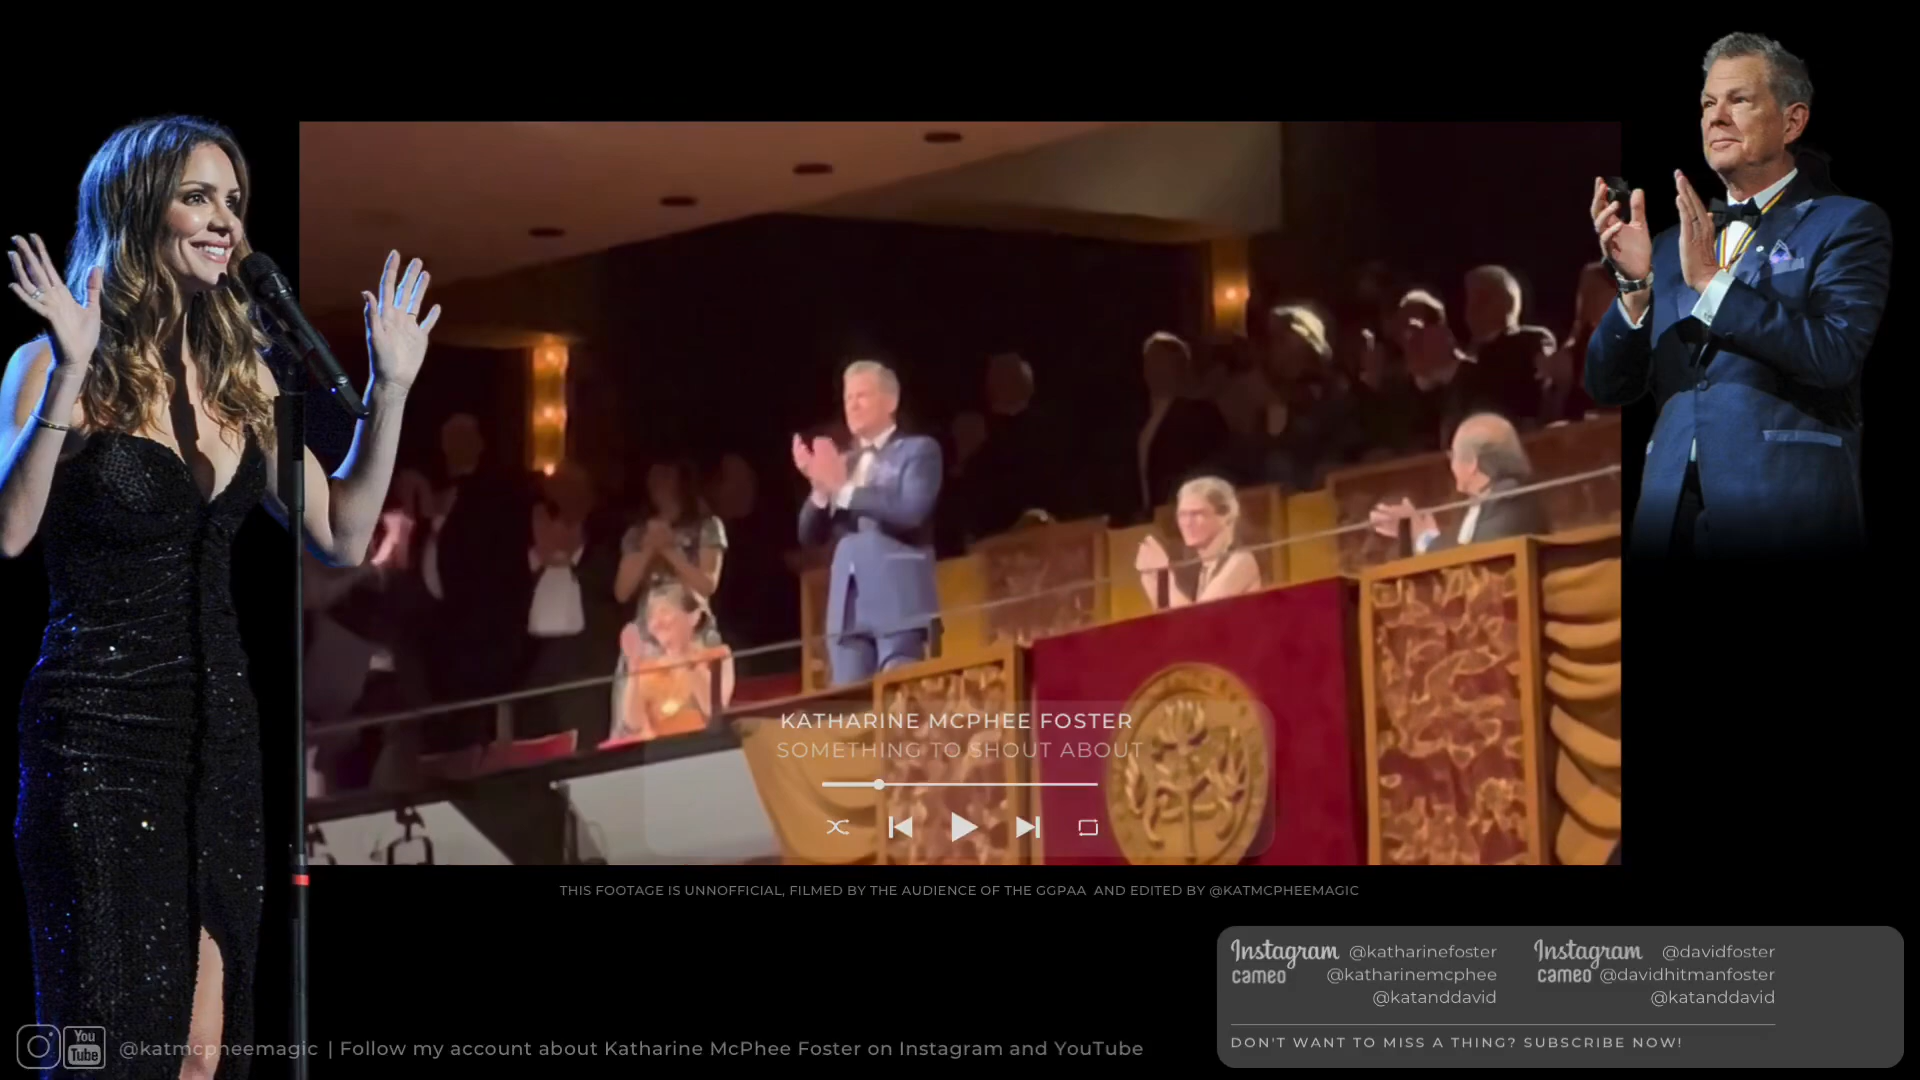 KATHARINE MCPHEE FOSTER
SOMETHING TO SHOUT ABOUT
THIS FOOTAGE IS UNNOFFICIAL, FILMED BY THE AUDIENCE OF THE GGPAA AND EDITED BY @KATMCPHEEMAGIC
Instagram @katharinefoster
cameo @katharinemcphee
@katanddavid
Instagram @davidfoster
cameo @davidhitmanfoster
@katanddavid
DON'T WANT TO MISS A THING? SUBSCRIBE NOW!
You Tube @katmcpheemagic | Follow my account about Katharine McPhee Foster on Instagram and YouTube